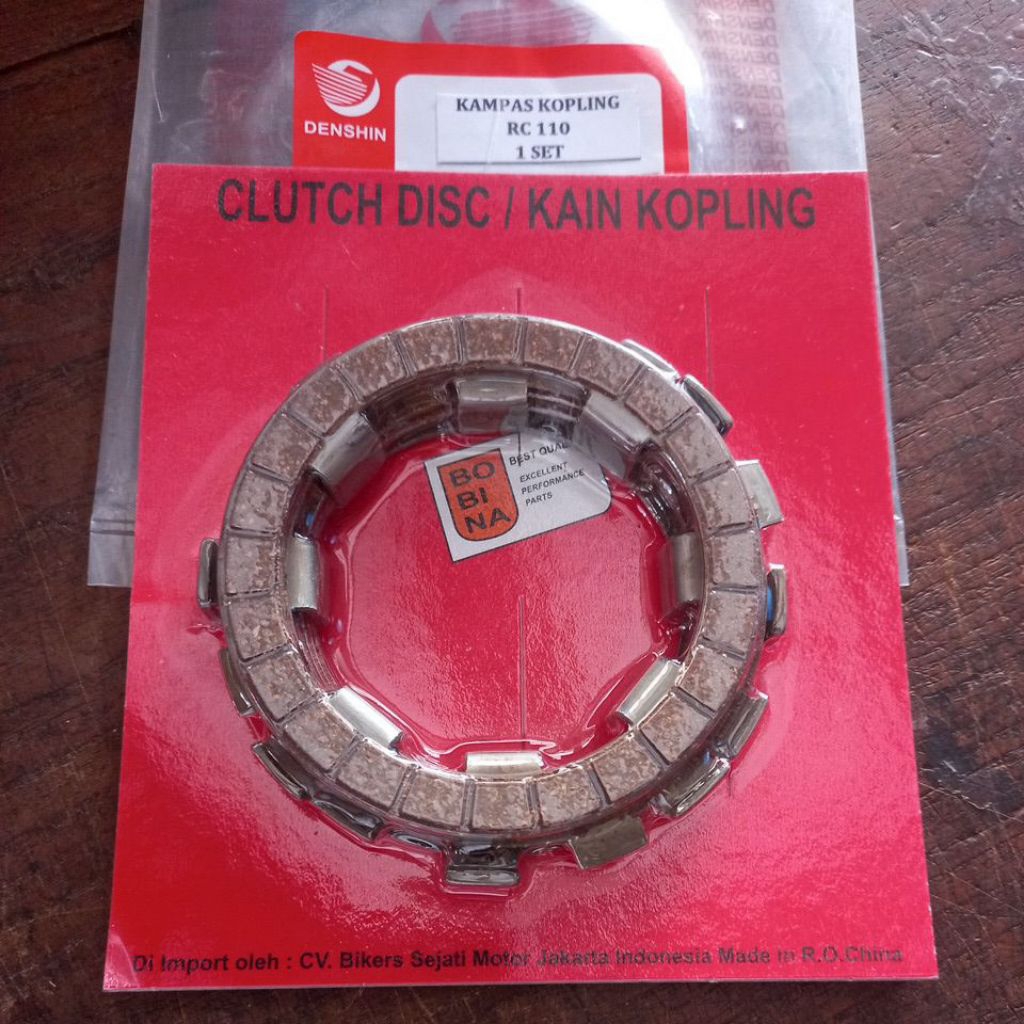 DENSHIN
KAMPAS KOPLING
RC 110
1 SET
CLUTCH DISC / KAIN KOPLING
BO
BI
NA
BEST
EXCELLENT
PERFORMANCE
PARTS
Di Import oleh : CV. Bikers Sejati Motor Jakarta Indonesia Made in R.O.China